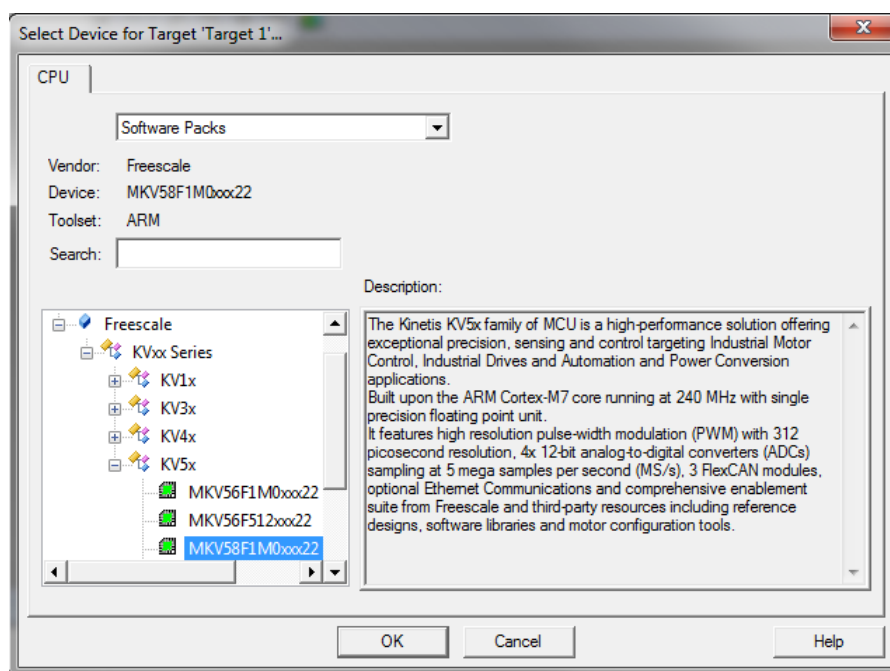 Select Device for Target 'Target 1'...
CPU
Software Packs
Vendor: Freescale
Device: MKV58F1M0xxx22
Toolset: ARM
Search:
Description:
Freescale
KVxx Series
KV1x
KV3x
KV4x
KV5x
MKV56F1M0xxx22
MKV56F512xxx22
MKV58F1M0xxx22
The Kinetis KV5x family of MCU is a high-performance solution offering
exceptional precision, sensing and control targeting Industrial Motor
Control, Industrial Drives and Automation and Power Conversion
applications.
Built upon the ARM Cortex-M7 core running at 240 MHz with single
precision floating point unit.
It features high resolution pulse-width modulation (PWM) with 312
picosecond resolution, 4x 12-bit analog-to-digital converters (ADCs)
sampling at 5 mega samples per second (MS/s), 3 FlexCAN modules,
optional Ethernet Communications and comprehensive enablement
suite from Freescale and third-party resources including reference
designs, software libraries and motor configuration tools.
OK
Cancel
Help